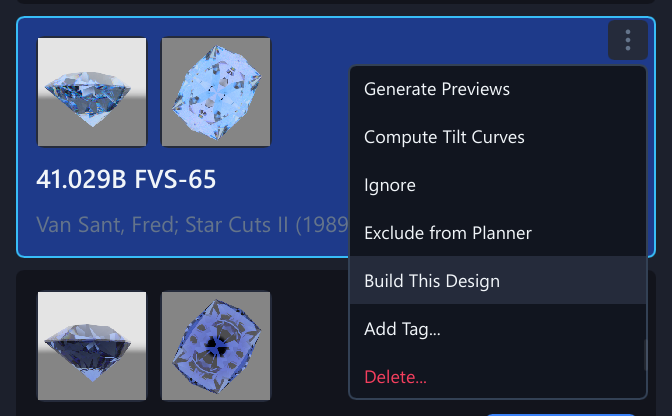 41.029B FVS-65
Van Sant, Fred; Star Cuts II (1989
Generate Previews
Compute Tilt Curves
Ignore
Exclude from Planner
Build This Design
Add Tag...
Delete...